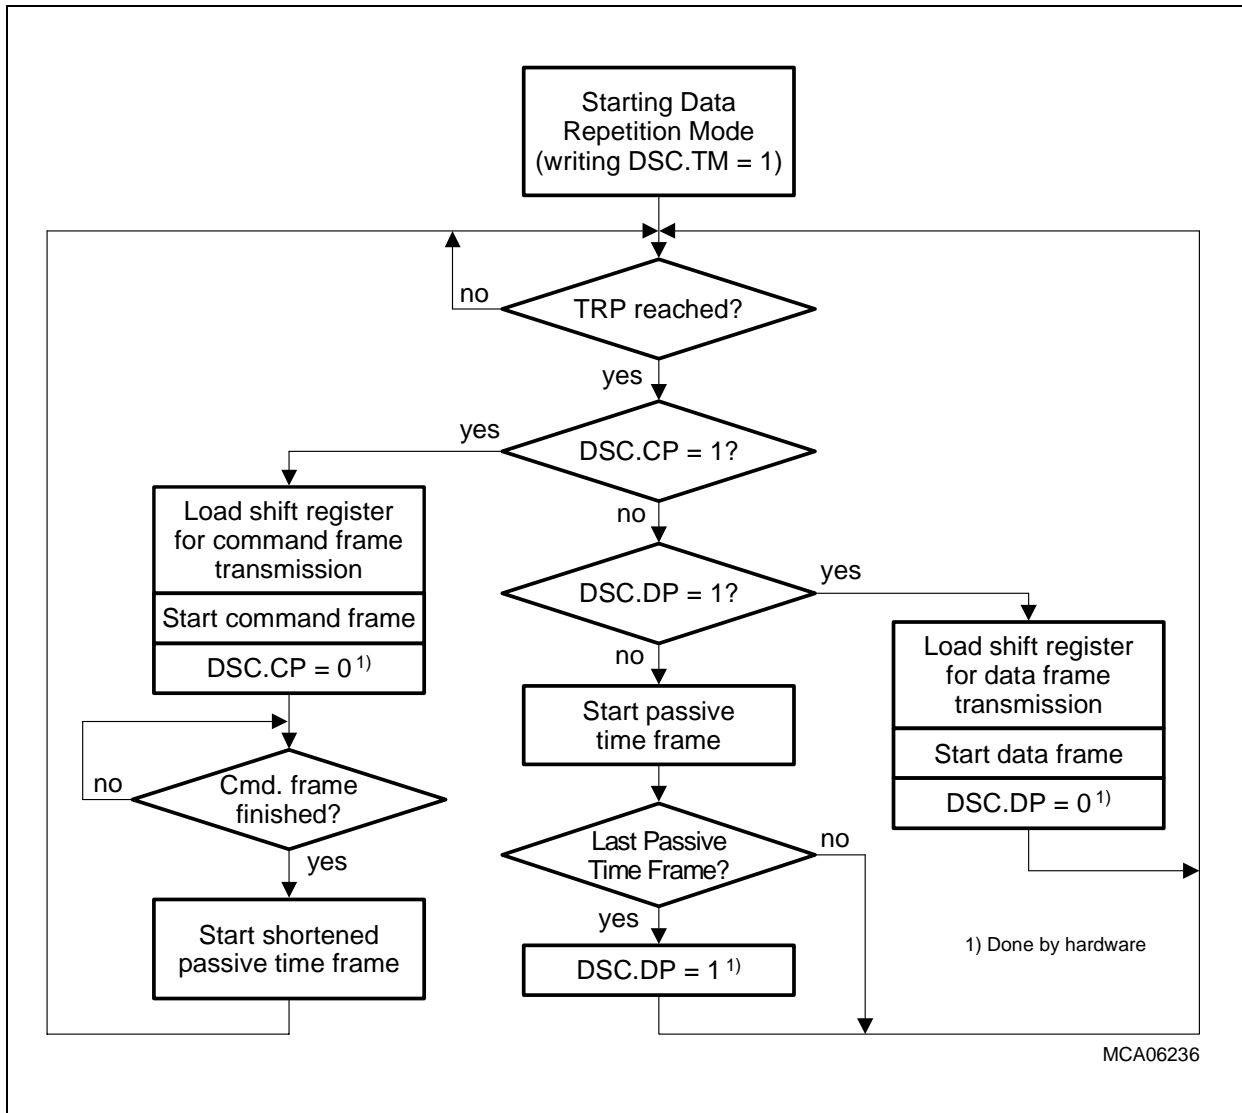 Starting Data
Repetition Mode
(writing DSC.TM = 1)
no
TRP reached?
yes
yes
DSC.CP = 1?
Load shift register
for command frame
transmission
Start command frame
DSC.CP = 0 1)
no
Cmd. frame
finished?
yes
Start shortened
passive time frame
no
DSC.DP = 1?
yes
no
Start passive
time frame
Last Passive
Time Frame?
no
yes
DSC.DP = 1 1)
Load shift register
for data frame
transmission
Start data frame
DSC.DP = 0 1)
1) Done by hardware
MCA06236